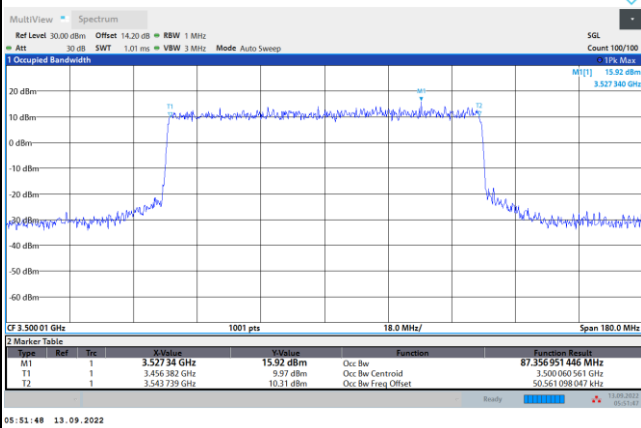 MultiView Spectrum
Ref Level 30.00 dBm Offset 14.20 dB RBW 1 MHz SGL
Att 30 dB SWT 1.01 ms VBW 3 MHz Mode Auto Sweep Count 100/100
1 Occupied Bandwidth 1Pk Max
M1[1] 15.92 dBm
3.527 340 GHz
20 dBm
M1
T1 T2
10 dBm
0 dBm
-10 dBm
-20 dBm
-30 dBm
-40 dBm
-50 dBm
-60 dBm
CF 3.500 01 GHz 1001 pts 18.0 MHz/ Span 180.0 MHz
2 Marker Table
Type Ref Trc X-Value Y-Value Function Function Result
M1 1 3.527 34 GHz 15.92 dBm Occ Bw 87.356 951 446 MHz
T1 1 3.456 382 GHz 9.97 dBm Occ Bw Centroid 3.500 060 561 GHz
T2 1 3.543 739 GHz 10.31 dBm Occ Bw Freq Offset 50.561 098 047 kHz
Ready 13.09.2022
05:51:47
05:51:48 13.09.2022